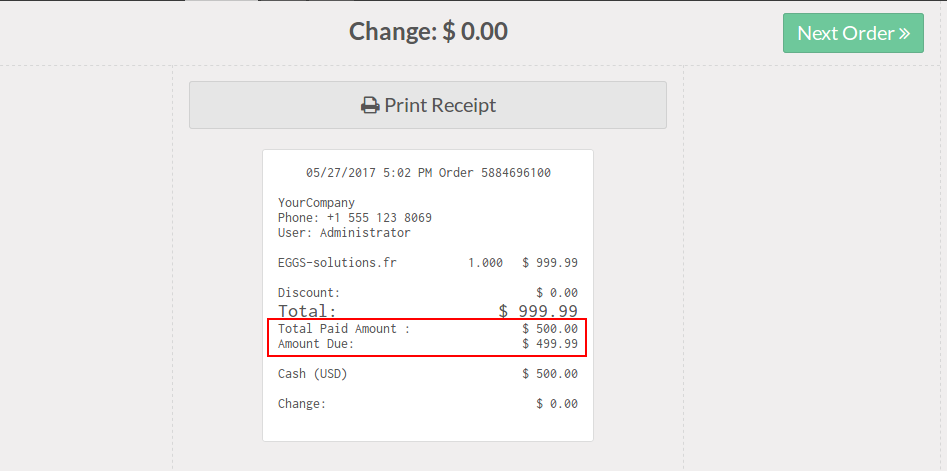 Change: $ 0.00
Next Order »
Print Receipt
05/27/2017 5:02 PM Order 5884696100
YourCompany
Phone: +1 555 123 8069
User: Administrator
EGGS-solutions.fr 1.000 $ 999.99
Discount: $ 0.00
Total: $ 999.99
Total Paid Amount : $ 500.00
Amount Due: $ 499.99
Cash (USD) $ 500.00
Change: $ 0.00